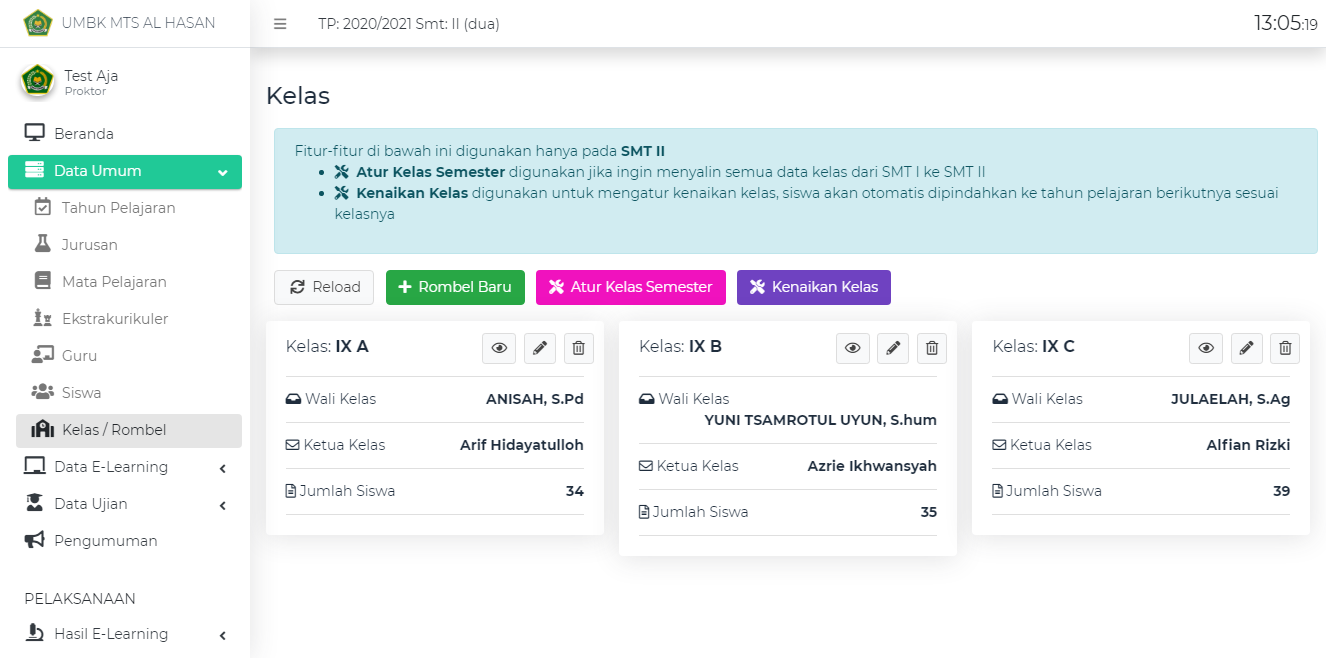 UMBK MTS AL HASAN
TP: 2020/2021 Smt: II (dua)
13:05:19
Test Aja
Proktor
Beranda
Data Umum
Tahun Pelajaran
Jurusan
Mata Pelajaran
Ekstrakurikuler
Guru
Siswa
Kelas / Rombel
Data E-Learning
Data Ujian
Pengumuman
PELAKSANAAN
Hasil E-Learning
Kelas
Fitur-fitur di bawah ini digunakan hanya pada SMT II
Atur Kelas Semester digunakan jika ingin menyalin semua data kelas dari SMT I ke SMT II
Kenaikan Kelas digunakan untuk mengatur kenaikan kelas, siswa akan otomatis dipindahkan ke tahun pelajaran berikutnya sesuai
kelasnya
Reload
Rombel Baru
Atur Kelas Semester
Kenaikan Kelas
Kelas: IX A
Wali Kelas ANISAH, S.Pd
Ketua Kelas Arif Hidayatulloh
Jumlah Siswa 34
Kelas: IX B
Wali Kelas
YUNI TSAMROTUL UYUN, S.hum
Ketua Kelas Azrie Ikhwansyah
Jumlah Siswa 35
Kelas: IX C
Wali Kelas JULAELAH, S.Ag
Ketua Kelas Alfian Rizki
Jumlah Siswa 39